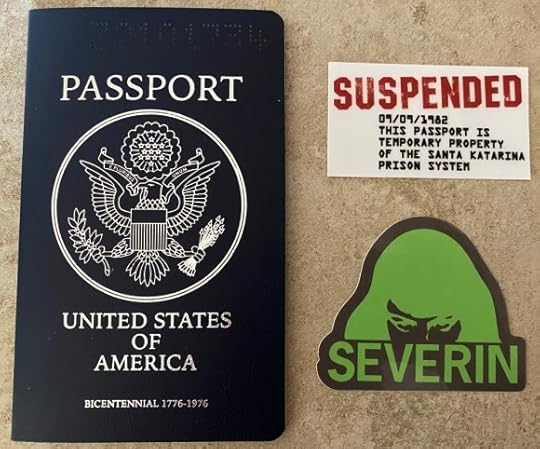 PASSPORT
UNITED STATES
OF
AMERICA
BICENTENNIAL 1776-1976
SUSPENDED
09/09/1982
THIS PASSPORT IS
TEMPORARY PROPERTY
OF THE SANTA KATARINA
PRISON SYSTEM
SEVERIN